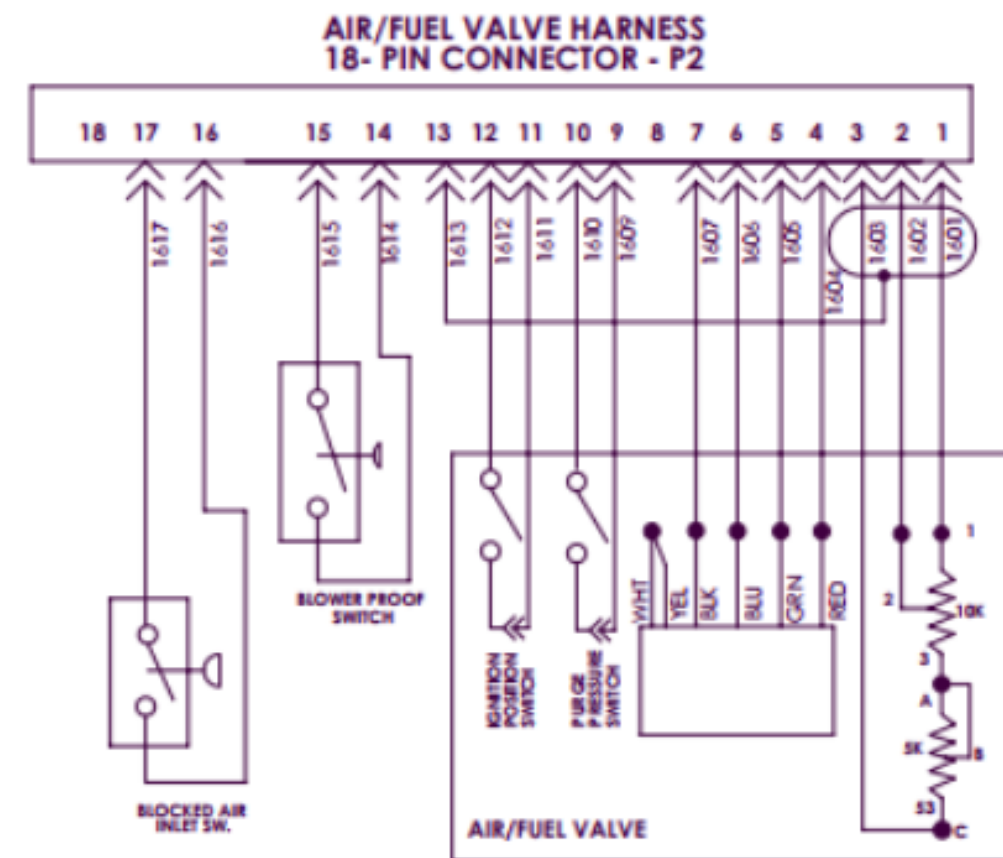 AIR/FUEL VALVE HARNESS
18- PIN CONNECTOR - P2
18 17 16 15 14 13 12 11 10 9 8 7 6 5 4 3 2 1
1617 1616 1615 1614 1613 1612 1611 1610 1609 1607 1606 1605 1604 1603 1602 1601
1
2
10K
3
A
5K
B
53
C
WHT YEL BLK BLU GRN RED
BLOWER PROOF
SWITCH
IGNITION
POSITION
SWITCH
PURGE
PRESSURE
SWITCH
BLOCKED AIR
INLET SW.
AIR/FUEL VALVE